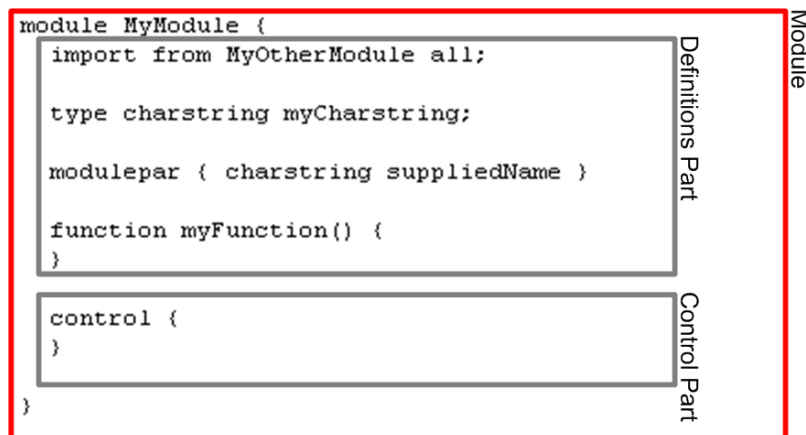 module MyModule {
import from MyOtherModule all;
type charstring myCharstring;
modulepar { charstring suppliedName }
function myFunction() {
}
control {
}
}
Module
Definitions Part
Control Part